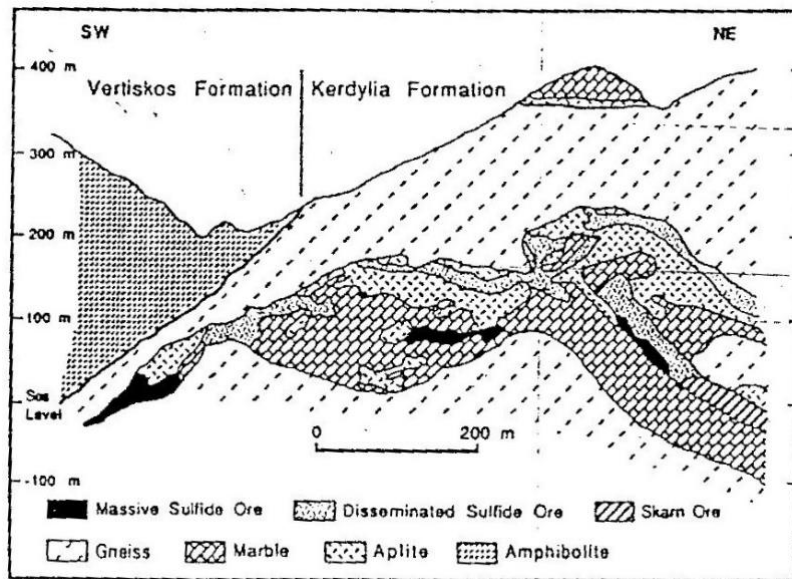 SW NE
400 m
Vertiskos Formation Kerdylia Formation
300 m
200 m
100 m
Sea Level
0 200 m
-100 m
Massive Sulfide Ore Disseminated Sulfide Ore Skarn Ore
Gneiss Marble Aplite Amphibolite